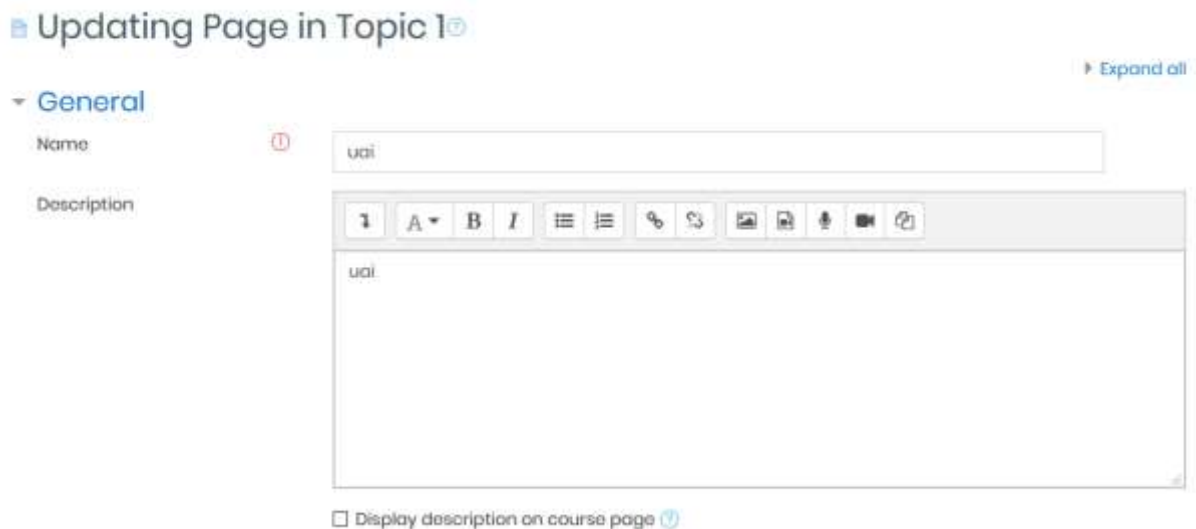 Updating Page in Topic 1
Expand all
General
Name
uai
Description
A B I
uai
Display description on course page